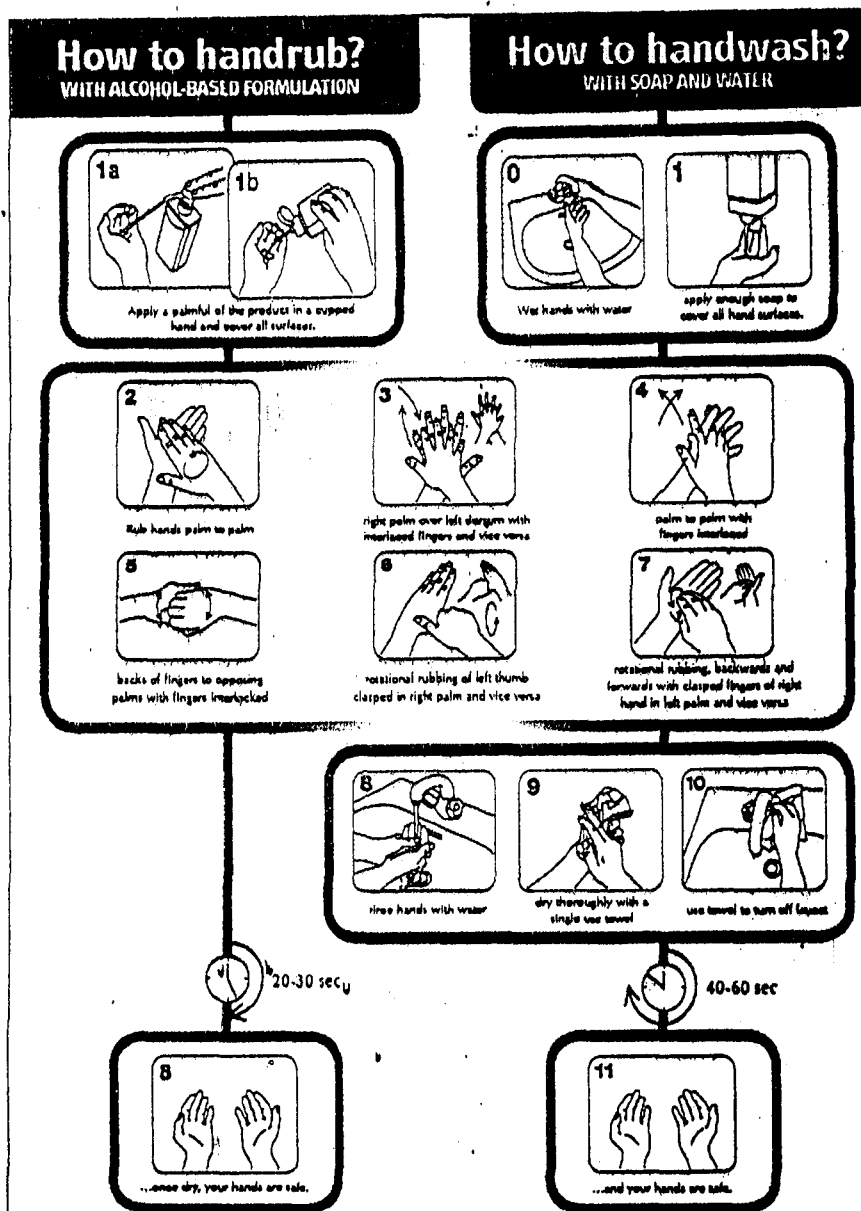 How to handrub?
WITH ALCOHOL-BASED FORMULATION
How to handwash?
WITH SOAP AND WATER
1a
1b
Apply a palmful of the product in a cupped
hand and cover all surfaces.
0
Wet hands with water
1
apply enough soap to
cover all hand surfaces.
2
Rub hands palm to palm
3
right palm over left dorsum with
interlaced fingers and vice versa
4
palm to palm with
fingers interlaced
5
backs of fingers to opposing
palms with fingers interlocked
6
rotational rubbing of left thumb
clasped in right palm and vice versa
7
rotational rubbing, backwards and
forwards with clasped fingers of right
hand in left palm and vice versa
8
rinse hands with water
9
dry thoroughly with a
single use towel
10
use towel to turn off faucet
20-30 sec
40-60 sec
8
...once dry, your hands are safe.
11
...and your hands are safe.